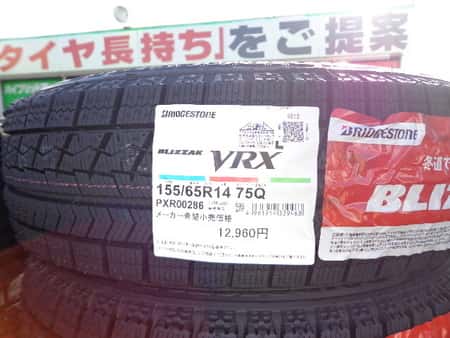 タイヤ長持ち」をご提案
BRIDGESTONE
BLIZZAK VRX
155/65R14 75Q
PXR00286
メーカー希望小売価格
12,960円
BRIDGESTONE
BLIZ